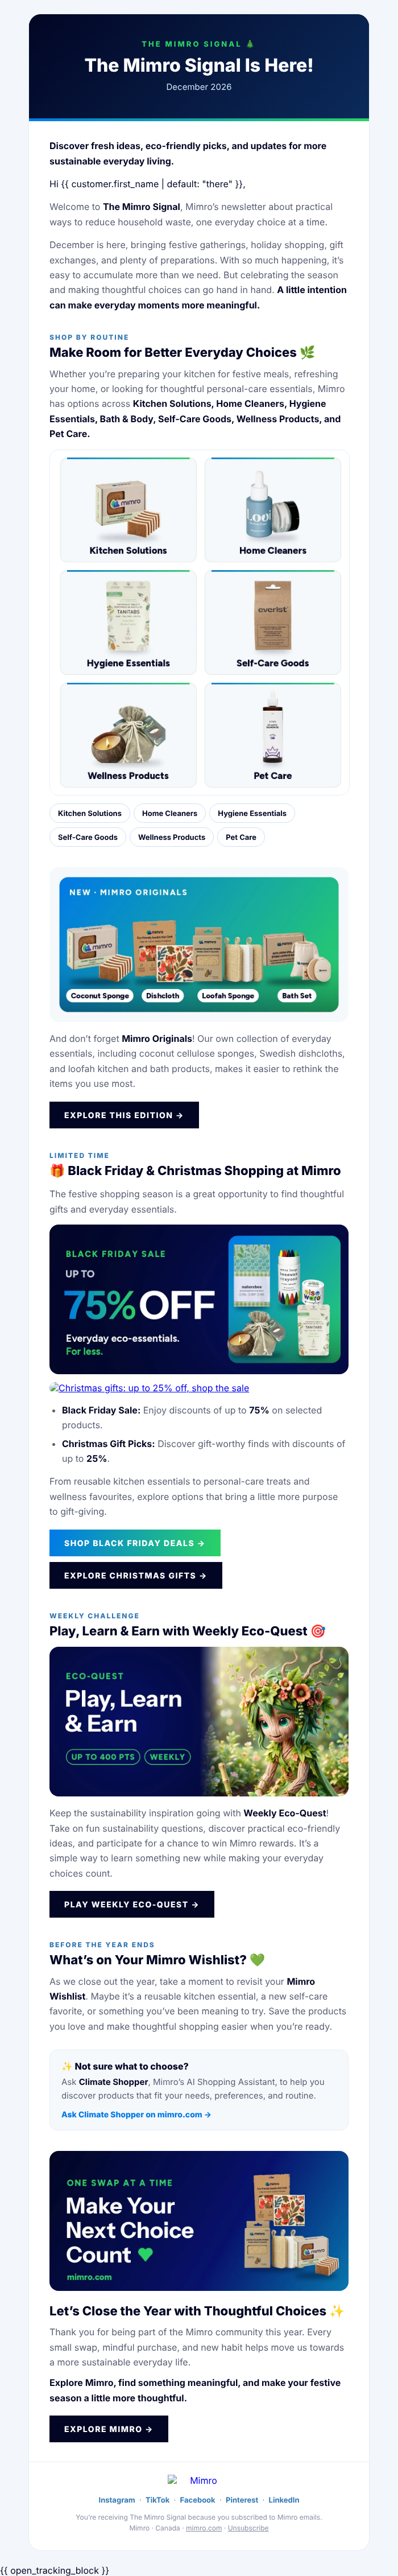 THE MIMRO SIGNAL 🎄
The Mimro Signal Is Here!
December 2026
Discover fresh ideas, eco-friendly picks, and updates for more
sustainable everyday living.
Hi {{ customer.first_name | default: "there" }},
Welcome to The Mimro Signal, Mimro’s newsletter about practical
ways to reduce household waste, one everyday choice at a time.
December is here, bringing festive gatherings, holiday shopping, gift
exchanges, and plenty of preparations. With so much happening, it’s
easy to accumulate more than we need. But celebrating the season
and making thoughtful choices can go hand in hand. A little intention
can make everyday moments more meaningful.
SHOP BY ROUTINE
Make Room for Better Everyday Choices 🌿
Whether you’re preparing your kitchen for festive meals, refreshing
your home, or looking for thoughtful personal-care essentials, Mimro
has options across Kitchen Solutions, Home Cleaners, Hygiene
Essentials, Bath & Body, Self-Care Goods, Wellness Products, and
Pet Care.
mimro
Looi
Kitchen Solutions
Home Cleaners
TANITABS
everist
Hygiene Essentials
Self-Care Goods
Wellness Products
Pet Care
Kitchen Solutions
Home Cleaners
Hygiene Essentials
Self-Care Goods
Wellness Products
Pet Care
NEW · MIMRO ORIGINALS
mimro
mimro
mimro
mimro
mimro
Coconut Sponge
Dishcloth
Loofah Sponge
Bath Set
And don’t forget Mimro Originals! Our own collection of everyday
essentials, including coconut cellulose sponges, Swedish dishcloths,
and loofah kitchen and bath products, makes it easier to rethink the
items you use most.
EXPLORE THIS EDITION →
LIMITED TIME
🎁 Black Friday & Christmas Shopping at Mimro
The festive shopping season is a great opportunity to find thoughtful
gifts and everyday essentials.
BLACK FRIDAY SALE
UP TO
75% OFF
Everyday eco-essentials.
For less.
TANITABS
Christmas gifts: up to 25% off, shop the sale
• Black Friday Sale: Enjoy discounts of up to 75% on selected
products.
• Christmas Gift Picks: Discover gift-worthy finds with discounts of
up to 25%.
From reusable kitchen essentials to personal-care treats and
wellness favourites, explore options that bring a little more purpose
to gift-giving.
SHOP BLACK FRIDAY DEALS →
EXPLORE CHRISTMAS GIFTS →
WEEKLY CHALLENGE
Play, Learn & Earn with Weekly Eco-Quest 🎯
ECO-QUEST
Play, Learn
& Earn
UP TO 400 PTS
WEEKLY
Keep the sustainability inspiration going with Weekly Eco-Quest!
Take on fun sustainability questions, discover practical eco-friendly
ideas, and participate for a chance to win Mimro rewards. It’s a
simple way to learn something new while making your everyday
choices count.
PLAY WEEKLY ECO-QUEST →
BEFORE THE YEAR ENDS
What’s on Your Mimro Wishlist? 💚
As we close out the year, take a moment to revisit your Mimro
Wishlist. Maybe it’s a reusable kitchen essential, a new self-care
favorite, or something you’ve been meaning to try. Save the products
you love and make thoughtful shopping easier when you’re ready.
✨ Not sure what to choose?
Ask Climate Shopper, Mimro’s AI Shopping Assistant, to help you
discover products that fit your needs, preferences, and routine.
Ask Climate Shopper on mimro.com →
ONE SWAP AT A TIME
Make Your
Next Choice
Count 💚
mimro.com
Let’s Close the Year with Thoughtful Choices ✨
Thank you for being part of the Mimro community this year. Every
small swap, mindful purchase, and new habit helps move us towards
a more sustainable everyday life.
Explore Mimro, find something meaningful, and make your festive
season a little more thoughtful.
EXPLORE MIMRO →
Mimro
Instagram · TikTok · Facebook · Pinterest · LinkedIn
You’re receiving The Mimro Signal because you subscribed to Mimro emails.
Mimro · Canada · mimro.com · Unsubscribe
{{ open_tracking_block }}